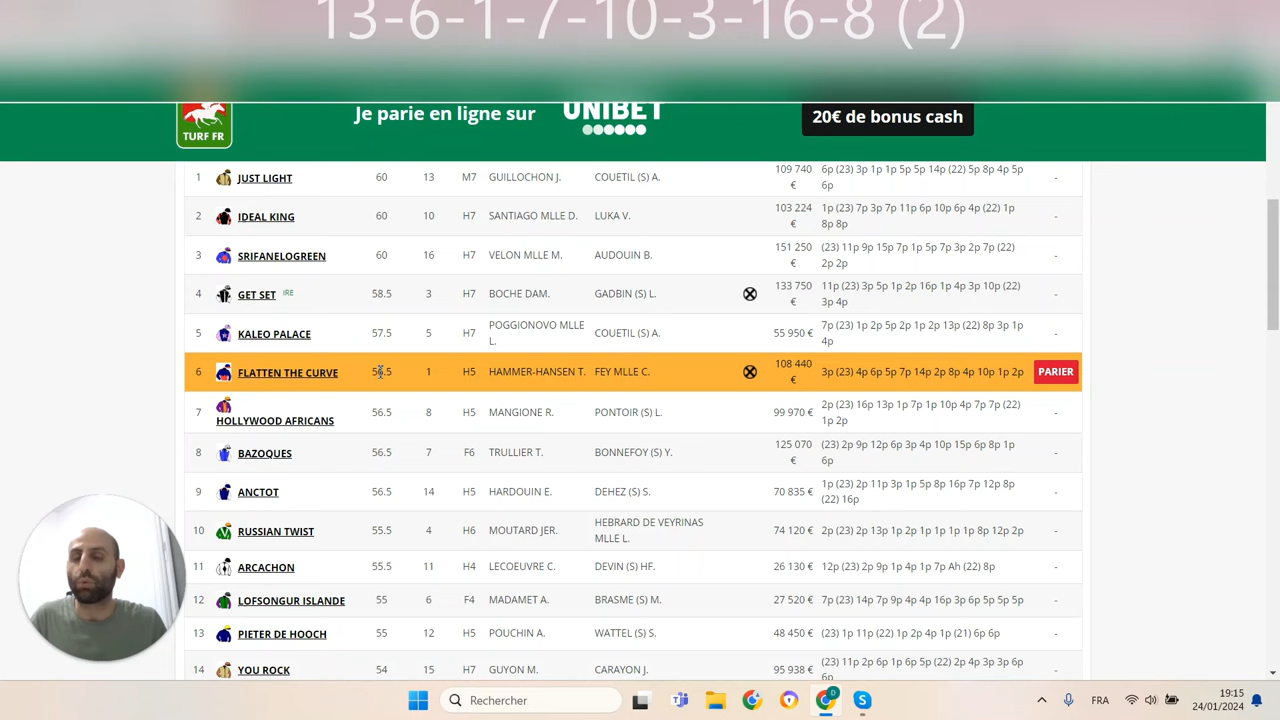 13-6-1-7-10-3-16-8 (2)
TURF FR
Je parie en ligne sur UNIBET 20€ de bonus cash
1 JUST LIGHT 60 13 M7 GUILLOCHON J. COUETIL (S) A. 109 740 € 6p (23) 3p 1p 1p 5p 5p 14p (22) 5p 8p 4p 5p 6p -
2 IDEAL KING 60 10 H7 SANTIAGO MLLE D. LUKA V. 103 224 € 1p (23) 7p 3p 7p 11p 6p 10p 6p 4p (22) 1p 8p 8p -
3 SRIFANELOGREEN 60 16 H7 VELON MLLE M. AUDOUIN B. 151 250 € (23) 11p 9p 15p 7p 1p 5p 7p 3p 2p 7p (22) 2p 2p -
4 GET SET IRE 58.5 3 H7 BOCHE DAM. GADBIN (S) L. 133 750 € 11p (23) 3p 5p 1p 2p 16p 1p 4p 3p 10p (22) 3p 4p -
5 KALEO PALACE 57.5 5 H7 POGGIONOVO MLLE L. COUETIL (S) A. 55 950 € 7p (23) 1p 2p 5p 2p 1p 2p 13p (22) 8p 3p 1p 4p -
6 FLATTEN THE CURVE 56.5 1 H5 HAMMER-HANSEN T. FEY MLLE C. 108 440 € 3p (23) 4p 6p 5p 7p 14p 2p 8p 4p 10p 1p 2p PARIER
7 HOLLYWOOD AFRICANS 56.5 8 H5 MANGIONE R. PONTOIR (S) L. 99 970 € 2p (23) 16p 13p 1p 7p 1p 10p 4p 7p 7p (22) 1p 2p -
8 BAZOQUES 56.5 7 F6 TRULLIER T. BONNEFOY (S) Y. 125 070 € (23) 2p 9p 12p 6p 3p 4p 10p 15p 6p 8p 1p 6p -
9 ANCTOT 56.5 14 H5 HARDOUIN E. DEHEZ (S) S. 70 835 € 1p (23) 2p 11p 3p 1p 5p 8p 16p 7p 12p 8p (22) 16p -
10 RUSSIAN TWIST 55.5 4 H6 MOUTARD JER. HEBRARD DE VEYRINAS MLLE L. 74 120 € 2p (23) 2p 13p 1p 2p 1p 1p 1p 1p 8p 12p 2p -
11 ARCACHON 55.5 11 H4 LECOEUVRE C. DEVIN (S) HF. 26 130 € 12p (23) 2p 9p 1p 4p 1p 7p Ah (22) 8p -
12 LOFSONGUR ISLANDE 55 6 F4 MADAMET A. BRASME (S) M. 27 520 € 7p (23) 14p 7p 9p 4p 4p 16p 3p 6p 5p 5p 5p -
13 PIETER DE HOOCH 55 12 H5 POUCHIN A. WATTEL (S) S. 48 450 € (23) 1p 11p (22) 1p 2p 4p 1p (21) 6p 6p -
14 YOU ROCK 54 15 H7 GUYON M. CARAYON J. 95 938 € (23) 11p 2p 6p 1p 6p 5p (22) 2p 4p 3p 3p 6p 6p -
Rechercher
FRA
19:15
24/01/2024